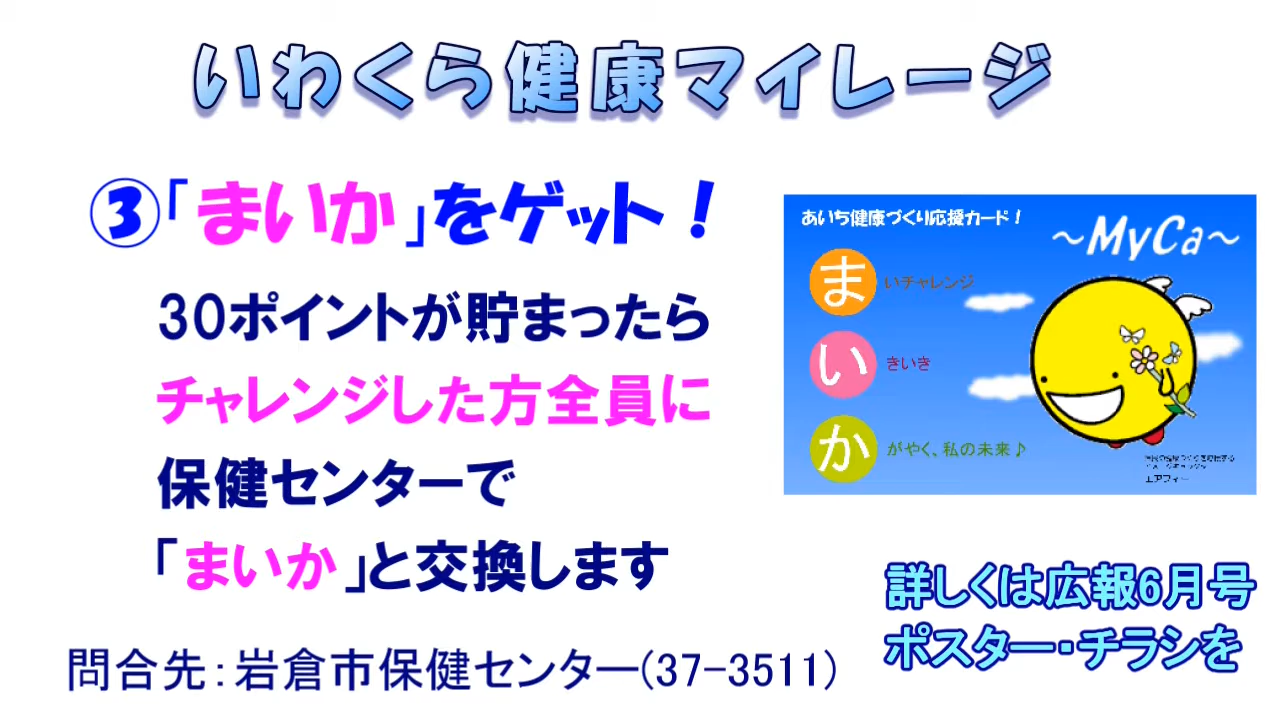 いわくら健康マイレージ
③「まいか」をゲット！
30ポイントが貯まったら
チャレンジした方全員に
保健センターで
「まいか」と交換します
問合先：岩倉市保健センター(37-3511)
あいち健康づくり応援カード！
～MyCa～
まいチャレンジ
いきいき
かがやく、私の未来♪
エアフィー
詳しくは広報6月号
ポスター・チラシを